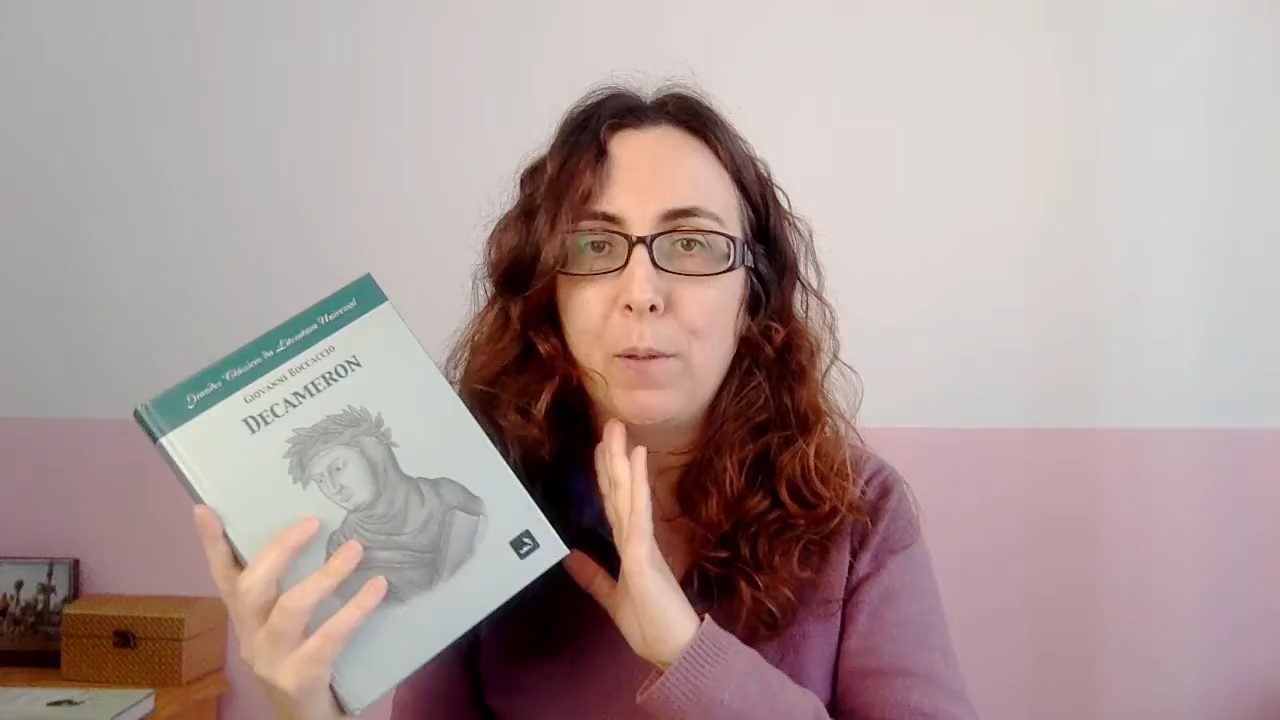 Grandes Clássicos da Literatura Universal
GIOVANNI BOCCACCIO
DECAMERON